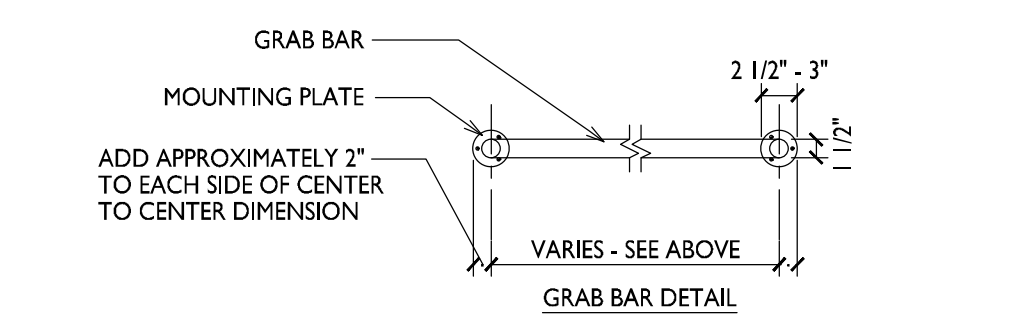 GRAB BAR
2 1/2" - 3"
MOUNTING PLATE
1 1/2"
ADD APPROXIMATELY 2"
TO EACH SIDE OF CENTER
TO CENTER DIMENSION
VARIES - SEE ABOVE
GRAB BAR DETAIL